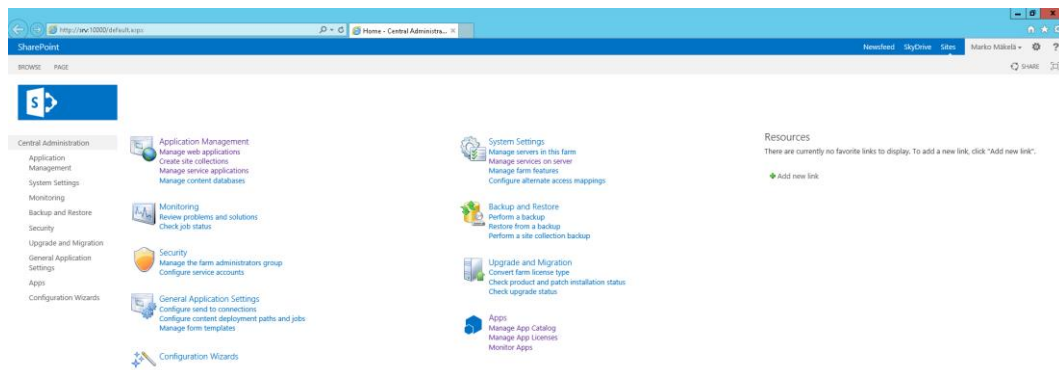 http://srv:10000/default.aspx
Home - Central Administra...
SharePoint
Newsfeed SkyDrive Sites Marko Mäkelä ?
BROWSE PAGE
SHARE
S
Central Administration
Application
Management
System Settings
Monitoring
Backup and Restore
Security
Upgrade and Migration
General Application
Settings
Apps
Configuration Wizards
Application Management
Manage web applications
Create site collections
Manage service applications
Manage content databases
Monitoring
Review problems and solutions
Check job status
Security
Manage the farm administrators group
Configure service accounts
General Application Settings
Configure send to connections
Configure content deployment paths and jobs
Manage form templates
Configuration Wizards
System Settings
Manage servers in this farm
Manage services on server
Manage farm features
Configure alternate access mappings
Backup and Restore
Perform a backup
Restore from a backup
Perform a site collection backup
Upgrade and Migration
Convert farm license type
Check product and patch installation status
Check upgrade status
Apps
Manage App Catalog
Manage App Licenses
Monitor Apps
Resources
There are currently no favorite links to display. To add a new link, click "Add new link".
Add new link